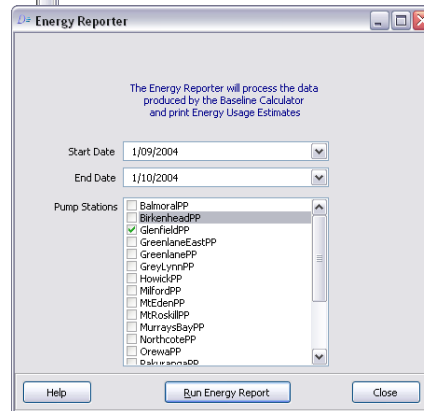 Energy Reporter
The Energy Reporter will process the data
produced by the Baseline Calculator
and print Energy Usage Estimates
Start Date 1/09/2004
End Date 1/10/2004
Pump Stations BalmoralPP
BirkenheadPP
GlenfieldPP
GreenlaneEastPP
GreenlanePP
GreyLynnPP
HowickPP
MilfordPP
MtEdenPP
MtRoskillPP
MurraysBayPP
NorthcotePP
OrewaPP
PakurangaPP
Help Run Energy Report Close